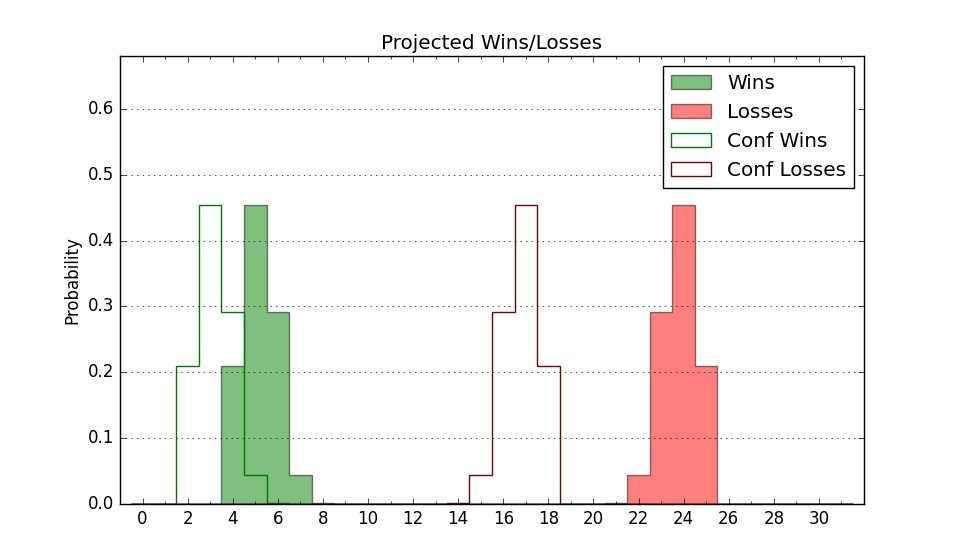 Projected Wins/Losses
Wins
Losses
Conf Wins
Conf Losses
Probability
0.6
0.5
0.4
0.3
0.2
0.1
0.0
0 2 4 6 8 10 12 14 16 18 20 22 24 26 28 30